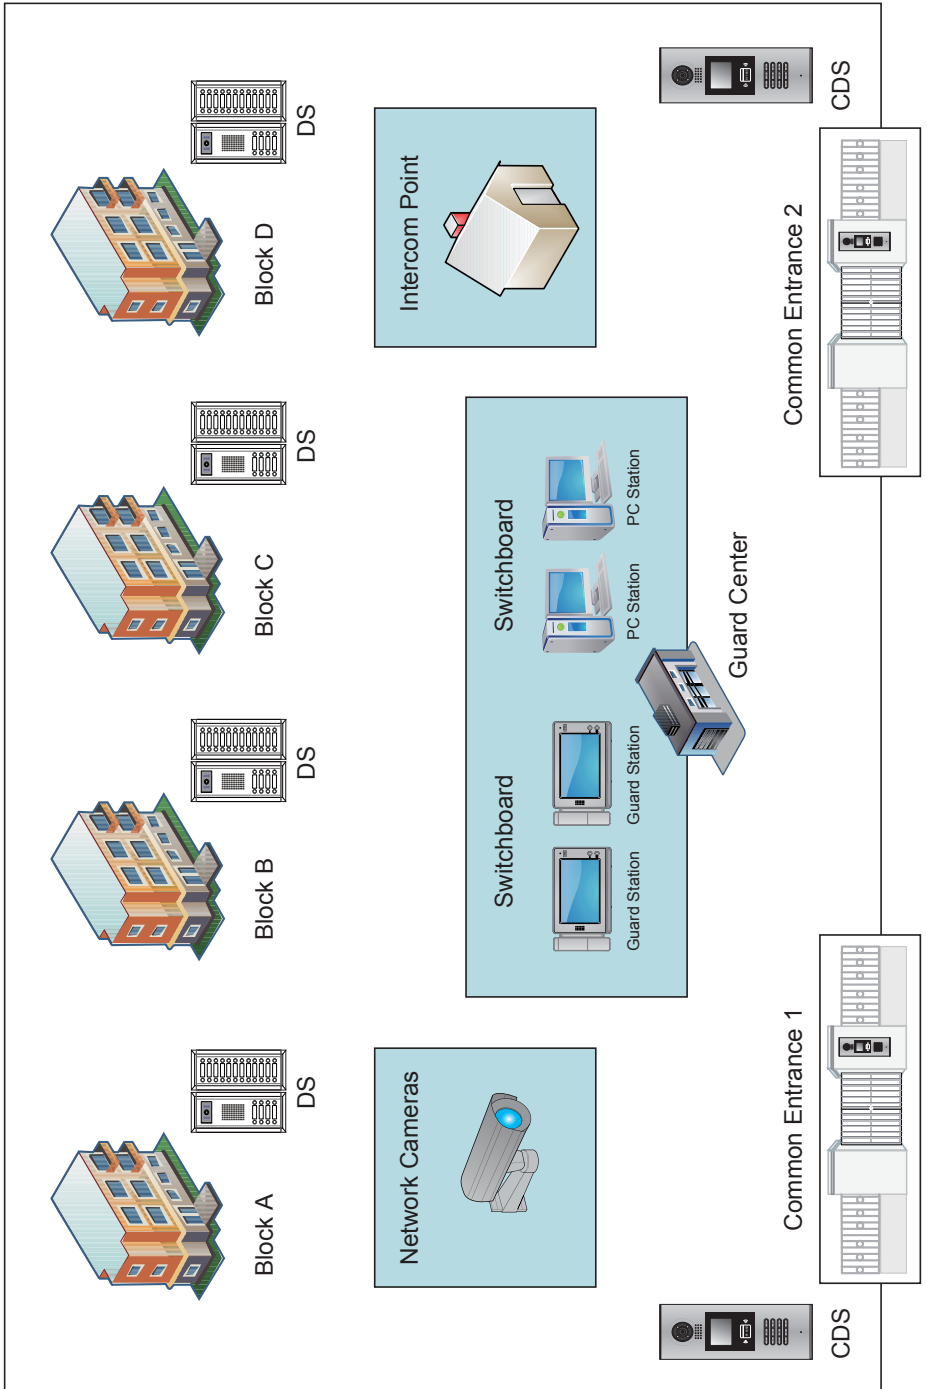 Block A
DS
Block B
DS
Block C
DS
Block D
DS
Network Cameras
Intercom Point
Switchboard
Switchboard
Guard Station
Guard Station
PC Station
PC Station
Guard Center
Common Entrance 1
Common Entrance 2
CDS
CDS